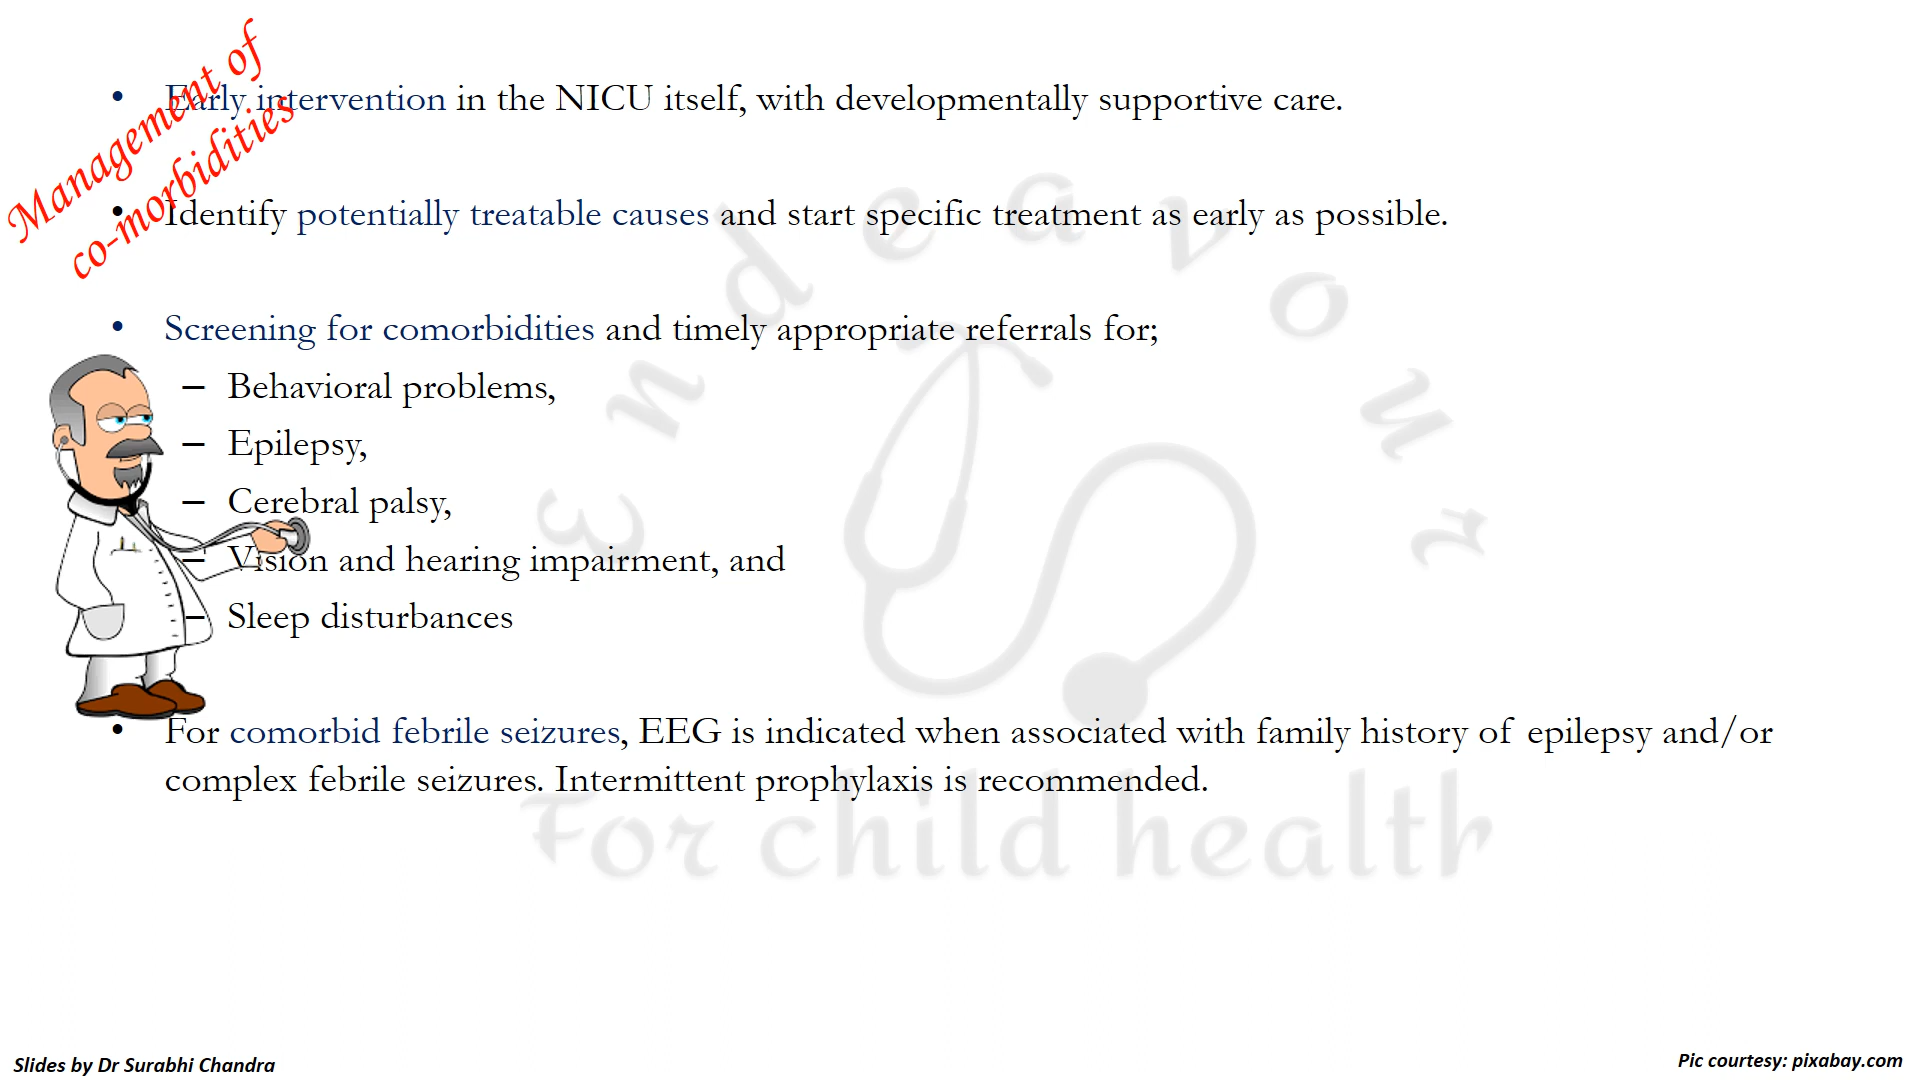 Management of
co-morbidities
• Early intervention in the NICU itself, with developmentally supportive care.
• Identify potentially treatable causes and start specific treatment as early as possible.
• Screening for comorbidities and timely appropriate referrals for;
– Behavioral problems,
– Epilepsy,
– Cerebral palsy,
– Vision and hearing impairment, and
– Sleep disturbances
• For comorbid febrile seizures, EEG is indicated when associated with family history of epilepsy and/or
complex febrile seizures. Intermittent prophylaxis is recommended.
Endeavour
For child health
Slides by Dr Surabhi Chandra
Pic courtesy: pixabay.com